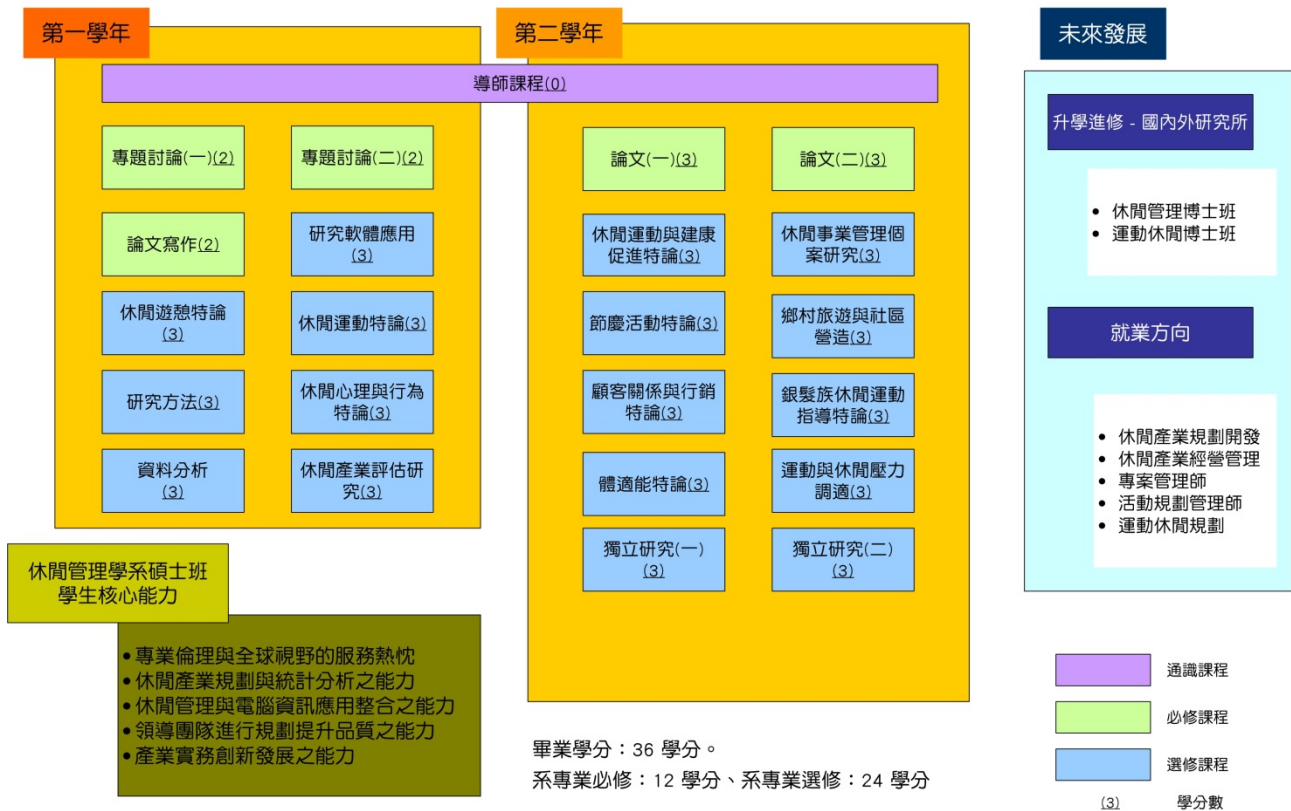 第一學年
第二學年
未來發展
導師課程(0)
專題討論(一)(2)
專題討論(二)(2)
論文寫作(2)
研究軟體應用
(3)
休閒遊憩特論
(3)
休閒運動特論(3)
研究方法(3)
休閒心理與行為
特論(3)
資料分析
(3)
休閒產業評估研
究(3)
論文(一)(3)
論文(二)(3)
休閒運動與健康
促進特論(3)
休閒事業管理個
案研究(3)
節慶活動特論(3)
鄉村旅遊與社區
營造(3)
顧客關係與行銷
特論(3)
銀髮族休閒運動
指導特論(3)
體適能特論(3)
運動與休閒壓力
調適(3)
獨立研究(一)
(3)
獨立研究(二)
(3)
升學進修 - 國內外研究所
• 休閒管理博士班
• 運動休閒博士班
就業方向
• 休閒產業規劃開發
• 休閒產業經營管理
• 專案管理師
• 活動規劃管理師
• 運動休閒規劃
休閒管理學系碩士班
學生核心能力
•專業倫理與全球視野的服務熱忱
•休閒產業規劃與統計分析之能力
•休閒管理與電腦資訊應用整合之能力
•領導團隊進行規劃提升品質之能力
•產業實務創新發展之能力
畢業學分：36 學分。
系專業必修：12 學分、系專業選修：24 學分
通識課程
必修課程
選修課程
(3) 學分數